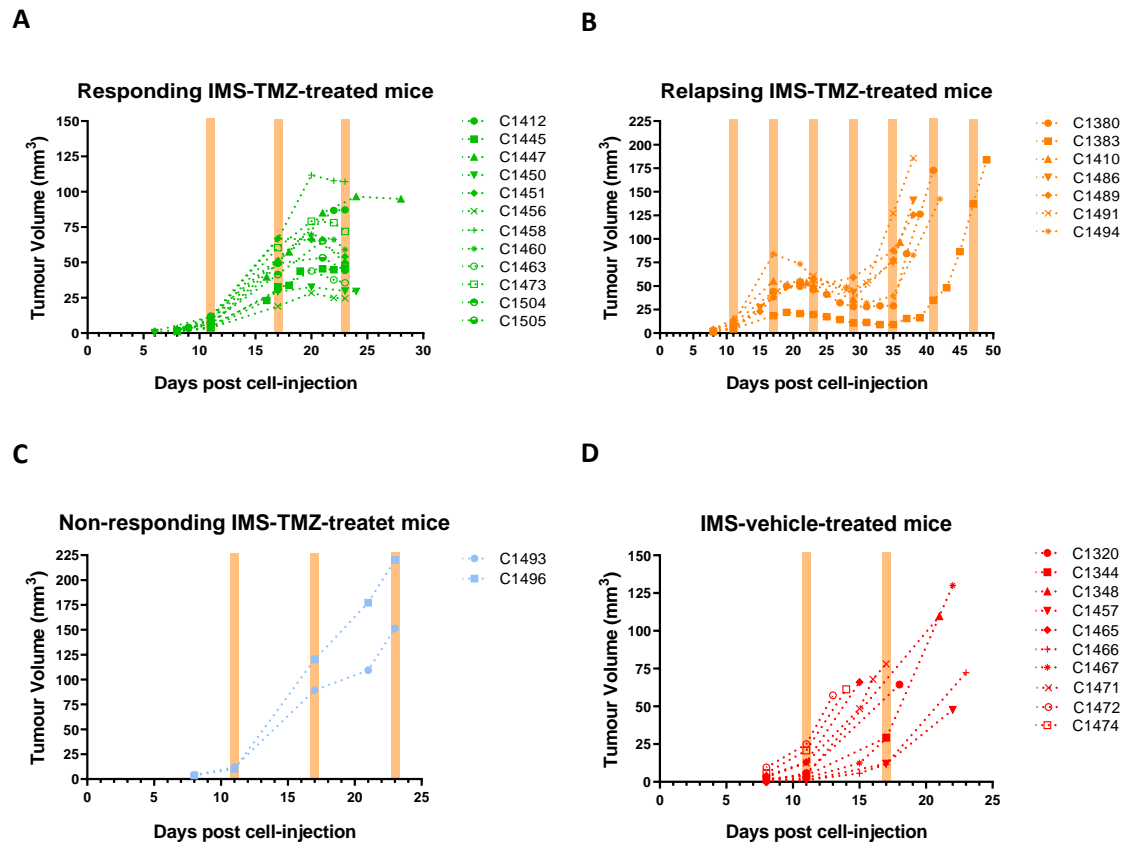 A
Responding IMS-TMZ-treated mice
Tumour Volume (mm³)
150
125
100
75
50
25
0
0 5 10 15 20 25 30
Days post cell-injection
C1412
C1445
C1447
C1450
C1451
C1456
C1458
C1460
C1463
C1473
C1504
C1505
B
Relapsing IMS-TMZ-treated mice
Tumour Volume (mm³)
225
200
175
150
125
100
75
50
25
0
0 5 10 15 20 25 30 35 40 45 50
Days post cell-injection
C1380
C1383
C1410
C1486
C1489
C1491
C1494
C
Non-responding IMS-TMZ-treatet mice
Tumour Volume (mm³)
225
200
175
150
125
100
75
50
25
0
0 5 10 15 20 25
Days post cell-injection
C1493
C1496
D
IMS-vehicle-treated mice
Tumour Volume (mm³)
150
125
100
75
50
25
0
0 5 10 15 20 25
Days post cell-injection
C1320
C1344
C1348
C1457
C1465
C1466
C1467
C1471
C1472
C1474